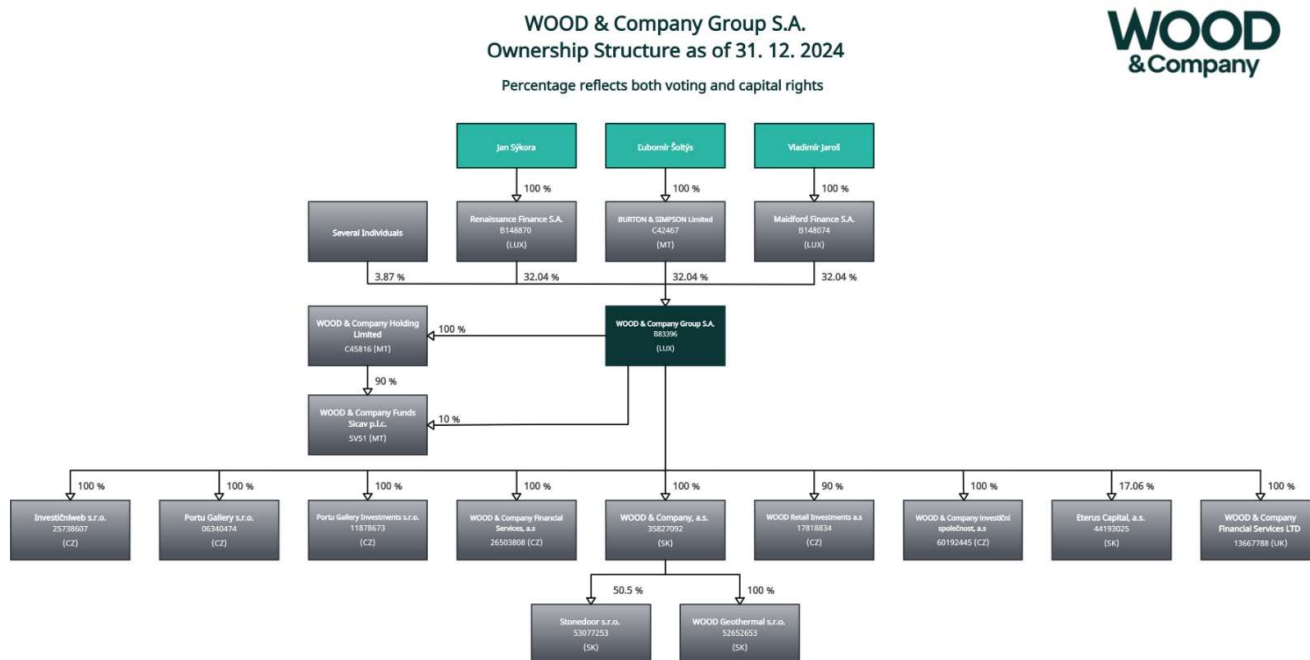 WOOD & Company Group S.A.
Ownership Structure as of 31. 12. 2024
Percentage reflects both voting and capital rights
WOOD
& Company
Jan Sýkora
Ľubomír Šoltýs
Vladimír Jaroš
100 %
100 %
100 %
Several Individuals
Renaissance Finance S.A.
B148870
(LUX)
BURTON & SIMPSON Limited
C42467
(MT)
Maidford Finance S.A.
B148074
(LUX)
3.87 %
32.04 %
32.04 %
32.04 %
WOOD & Company Holding
Limited
C45816 (MT)
100 %
WOOD & Company Group S.A.
B83396
(LUX)
90 %
WOOD & Company Funds
Sicav p.l.c.
SV51 (MT)
10 %
100 %
100 %
100 %
100 %
100 %
90 %
100 %
17.06 %
100 %
Investičníweb s.r.o.
25738607
(CZ)
Portu Gallery s.r.o.
06340474
(CZ)
Portu Gallery Investments s.r.o.
11878673
(CZ)
WOOD & Company Financial
Services, a.s
26503808 (CZ)
WOOD & Company, a.s.
35827092
(SK)
WOOD Retail Investments a.s
17818834
(CZ)
WOOD & Company investiční
společnost, a.s
60192445 (CZ)
Eterus Capital, a.s.
44193025
(SK)
WOOD & Company
Financial Services LTD
13667788 (UK)
50.5 %
100 %
Stonedoor s.r.o.
53077253
(SK)
WOOD Geothermal s.r.o.
52652653
(SK)